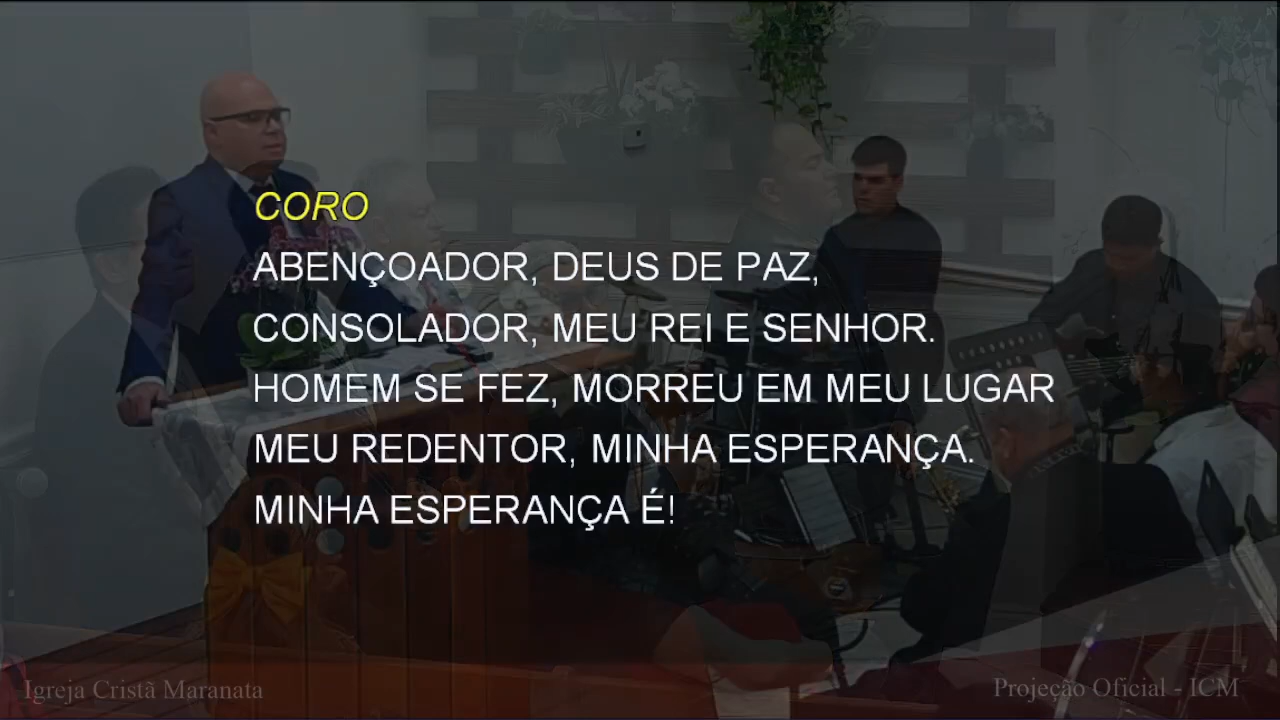 CORO
ABENÇOADOR, DEUS DE PAZ,
CONSOLADOR, MEU REI E SENHOR.
HOMEM SE FEZ, MORREU EM MEU LUGAR
MEU REDENTOR, MINHA ESPERANÇA.
MINHA ESPERANÇA É!
Igreja Cristã Maranata
Projeção Oficial - ICM